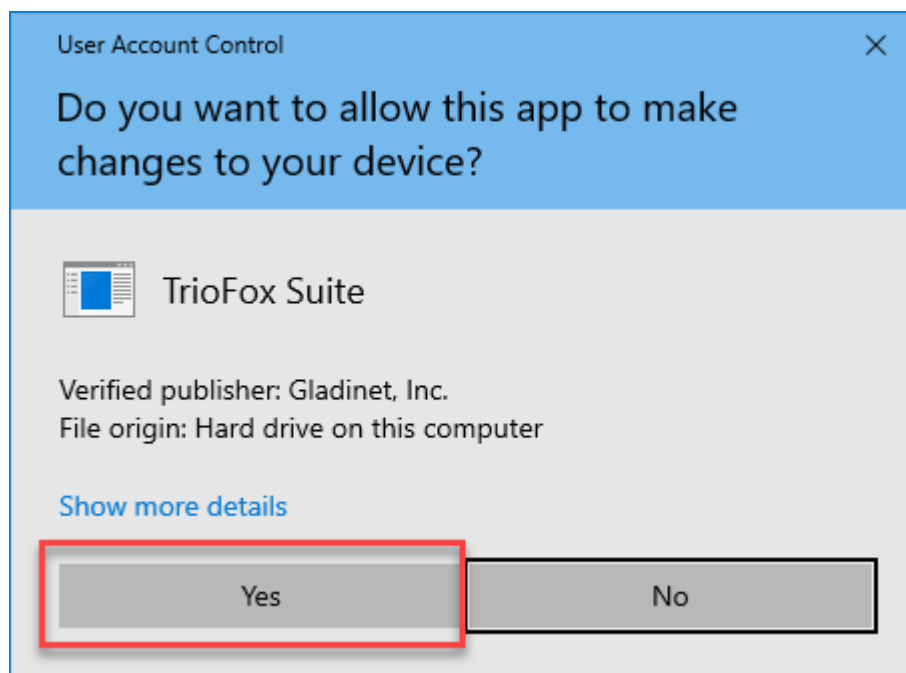 User Account Control
Do you want to allow this app to make
changes to your device?
TrioFox Suite
Verified publisher: Gladinet, Inc.
File origin: Hard drive on this computer
Show more details
Yes
No